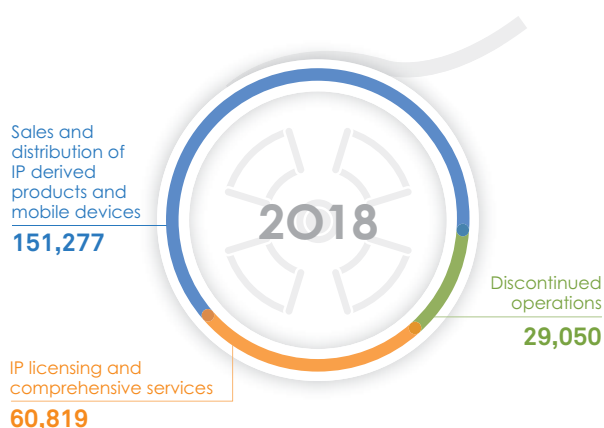 Sales and
distribution of
IP derived
products and
mobile devices
151,277
2018
Discontinued
operations
29,050
IP licensing and
comprehensive services
60,819